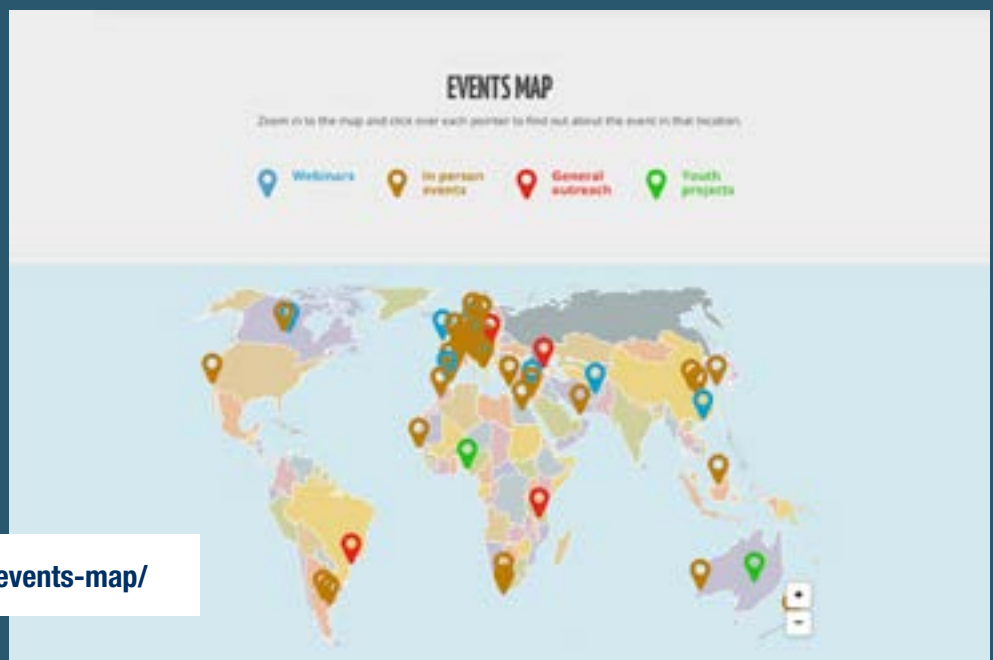 EVENTS MAP
Zoom in to the map and click over each pointer to find out about the event in that location.
Webinars
In person
events
General
outreach
Youth
projects
events-map/
+
−